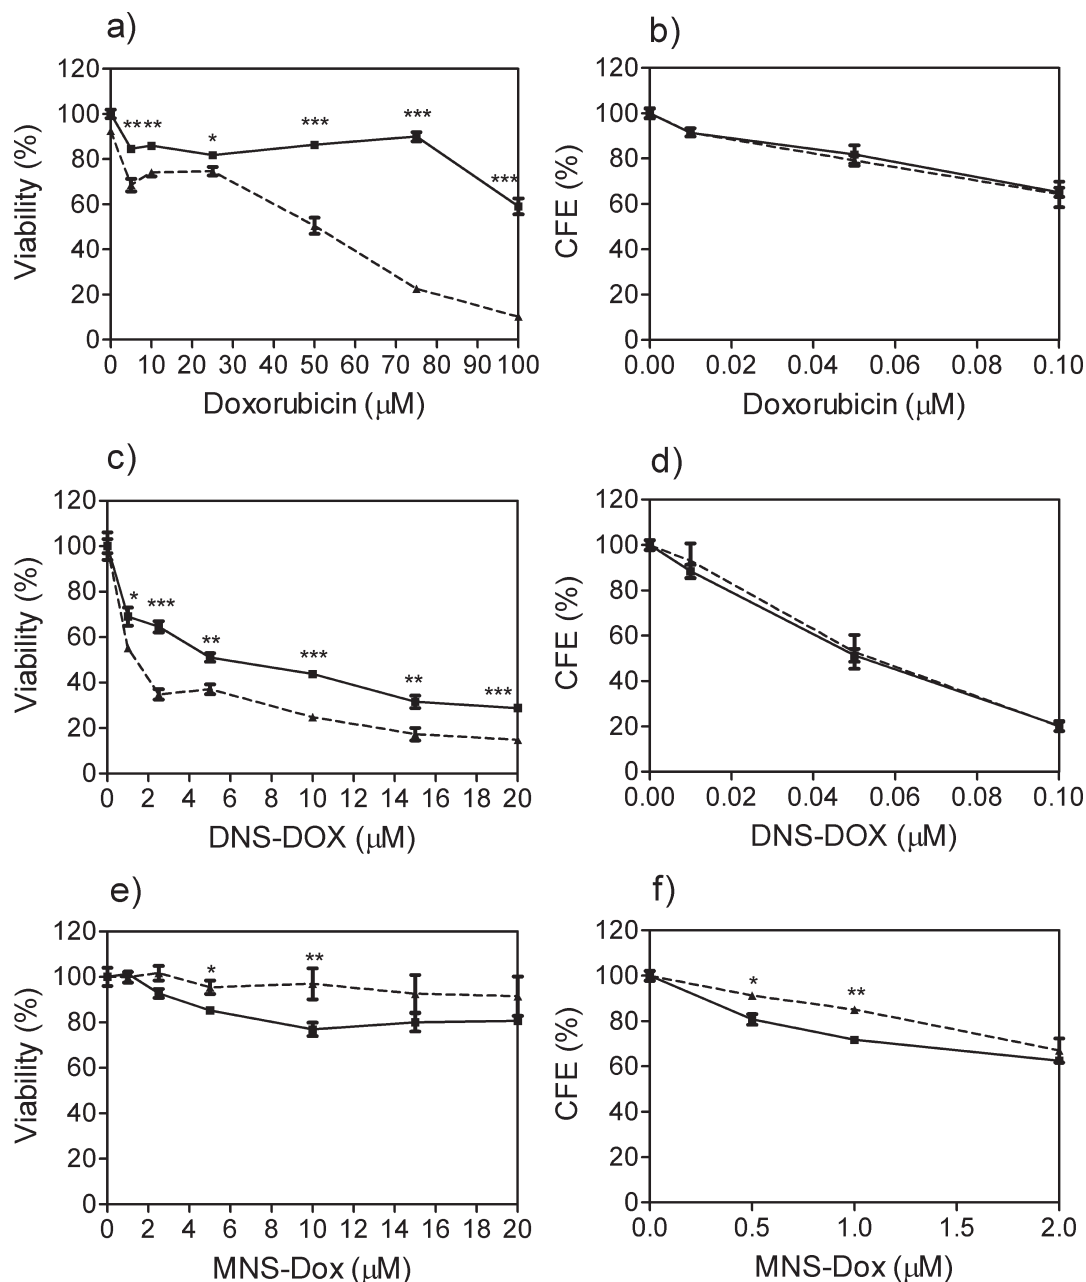 a)
120
100
80
60
40
20
0
Viability (%)
**
**
*
***
***
***
0 10 20 30 40 50 60 70 80 90 100
Doxorubicin (μM)
b)
120
100
80
60
40
20
0
CFE (%)
0.00 0.02 0.04 0.06 0.08 0.10
Doxorubicin (μM)
c)
120
100
80
60
40
20
0
Viability (%)
*
***
**
***
**
***
0 2 4 6 8 10 12 14 16 18 20
DNS-DOX (μM)
d)
120
100
80
60
40
20
0
CFE (%)
0.00 0.02 0.04 0.06 0.08 0.10
DNS-DOX (μM)
e)
120
100
80
60
40
20
0
Viability (%)
*
**
0 2 4 6 8 10 12 14 16 18 20
MNS-Dox (μM)
f)
120
100
80
60
40
20
0
CFE (%)
*
**
0.0 0.5 1.0 1.5 2.0
MNS-Dox (μM)